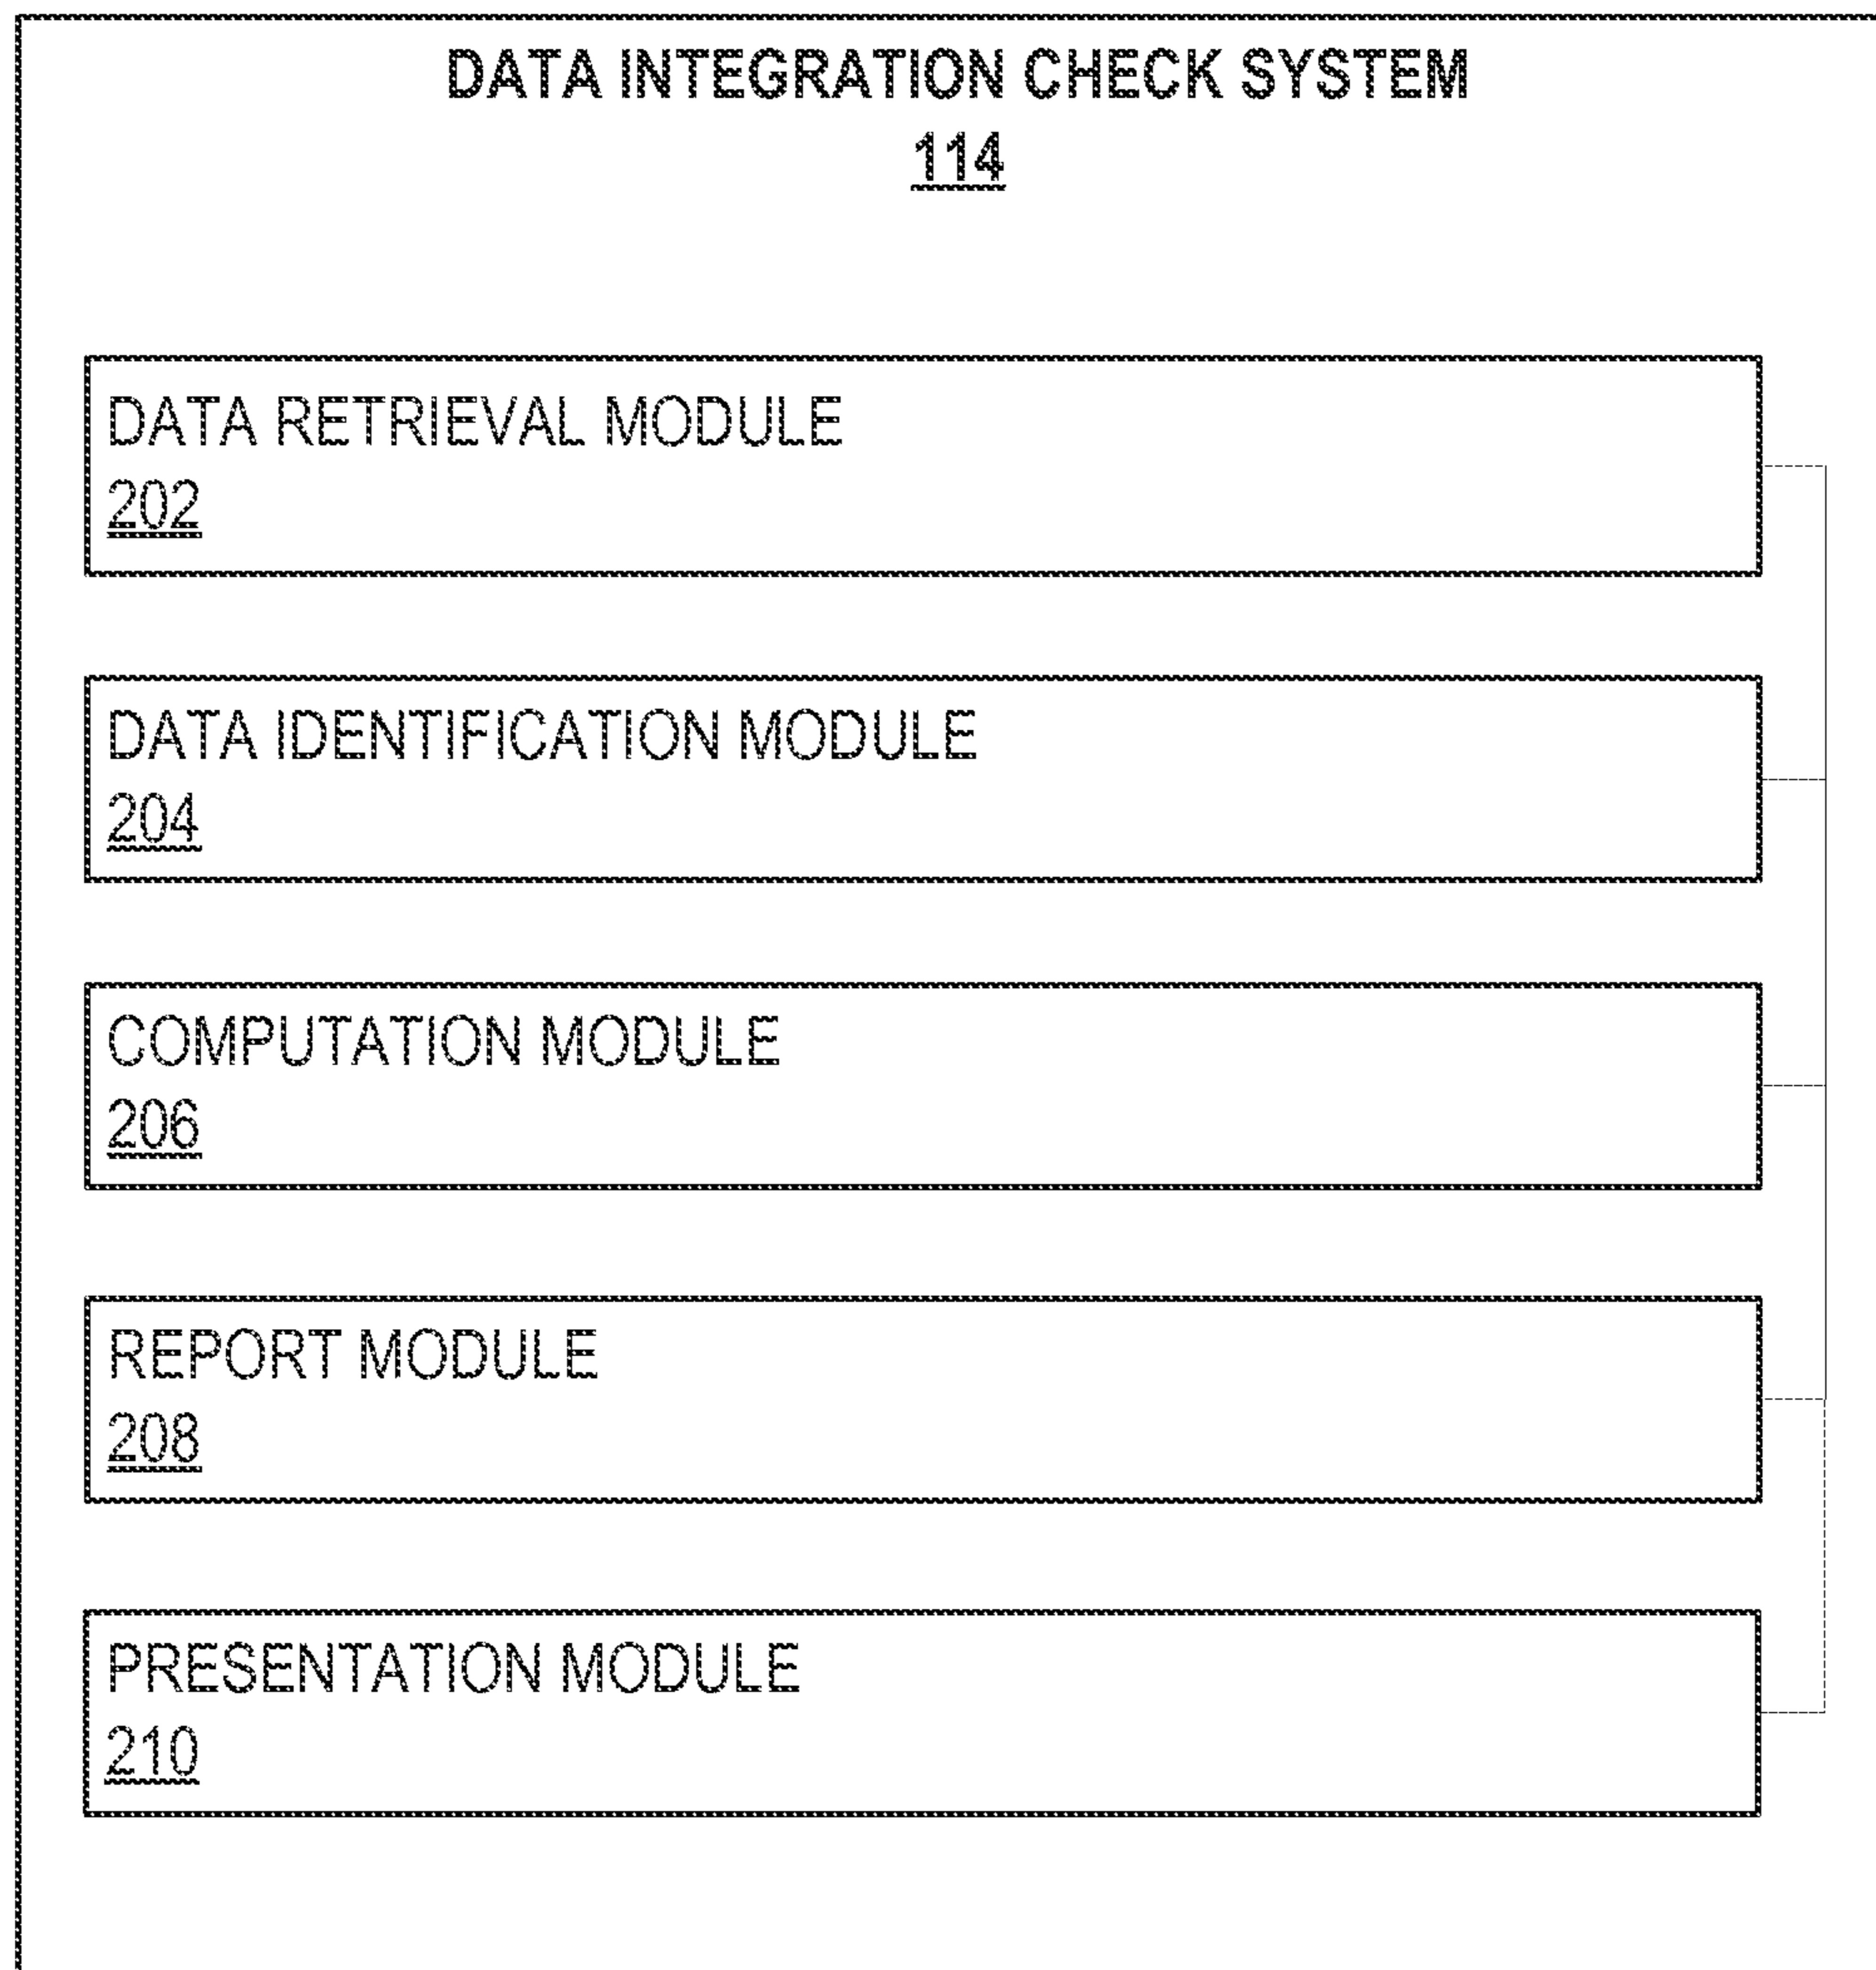 DATA INTEGRATION CHECK SYSTEM
114
DATA RETRIEVAL MODULE
202
DATA IDENTIFICATION MODULE
204
COMPUTATION MODULE
206
REPORT MODULE
208
PRESENTATION MODULE
210